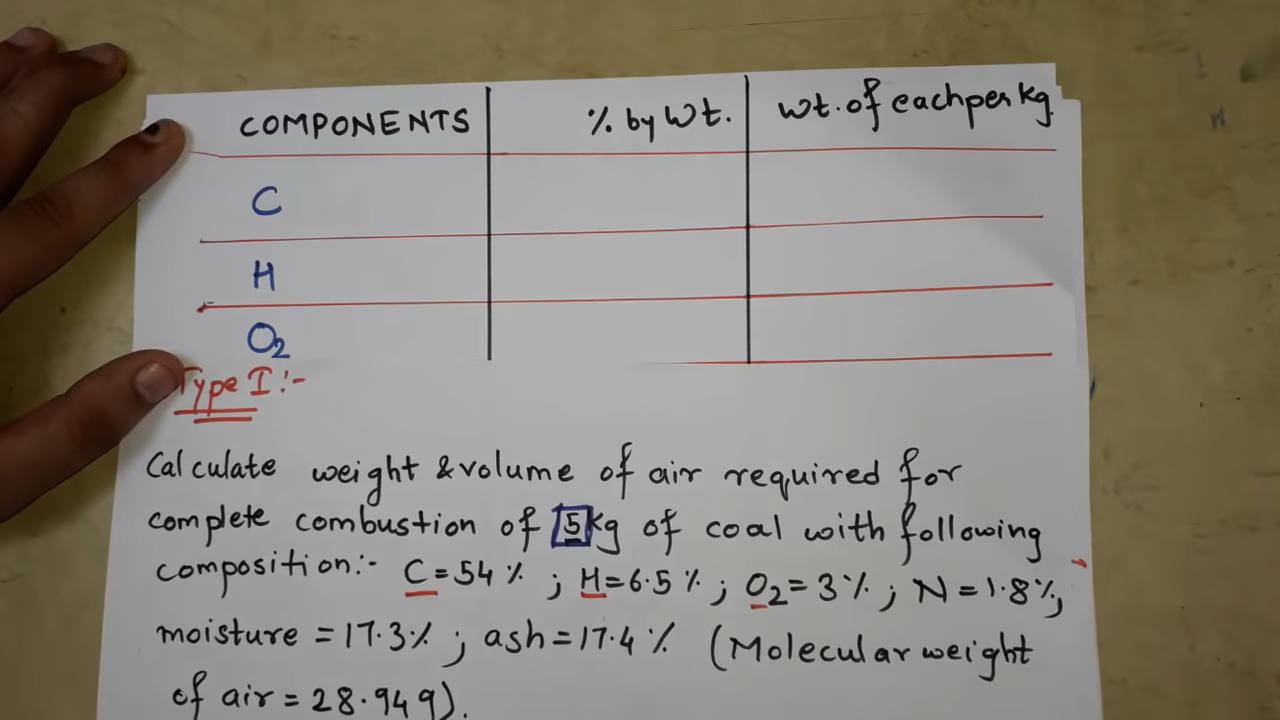 COMPONENTS % by Wt. Wt. of each per kg.
C
H
O2
Type I:-
Calculate weight & volume of air required for
complete combustion of 5 kg of coal with following
composition:- C=54% ; H=6.5% ; O2=3% ; N=1.8%,
moisture =17.3% ; ash=17.4% (Molecular weight
of air=28.949).